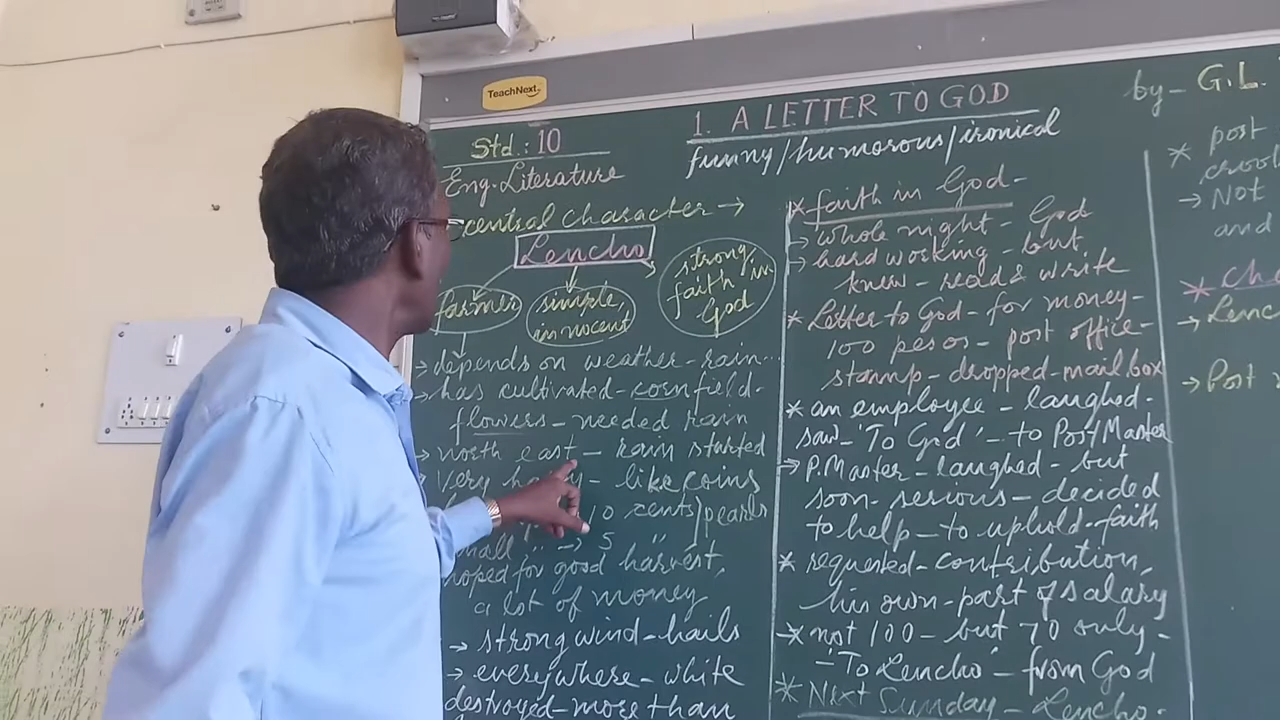 TeachNext
Std.: 10
1. A LETTER TO GOD
by - G.L.
funny/humorous/ironical
Eng. Literature
central character →
Lencho
farmer
simple, innocent
strong faith in God
→ depends on weather - rain...
→ has cultivated - cornfield -
flowers - needed rain
→ north east - rain started
very happy - like coins
10 cents/pearls
small " → 5 "
hoped for good harvest,
a lot of money
→ strong wind - hails
→ everywhere - white
destroyed - more than
* faith in God -
→ whole night - God
→ hard working - but
knew - read & write
* Letter to God - for money -
100 pesos - post office -
stamp - dropped - mail box
* an employee - laughed -
saw - 'To God' - to Post/Master
→ P.Master - laughed - but
soon - serious - decided
to help - to uphold - faith
* requested - contribution,
his own - part of salary
* not 100 - but 70 only -
- 'To Lencho' - from God
* Next Sunday - Lencho -
* post
→ Not
and
→ Post